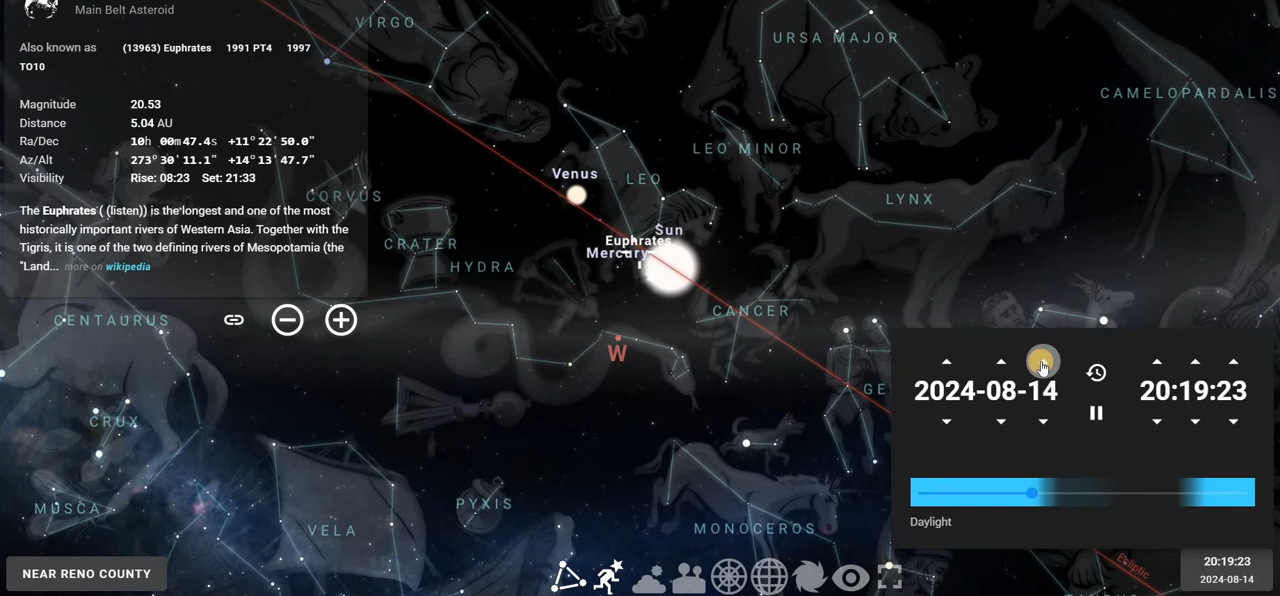 Main Belt Asteroid
Also known as (13963) Euphrates 1991 PT4 1997
TO10
Magnitude 20.53
Distance 5.04 AU
Ra/Dec 10h 00m47.4s +11°22'50.0"
Az/Alt 273°30'11.1" +14°13'47.7"
Visibility Rise: 08:23 Set: 21:33
The Euphrates ( (listen)) is the longest and one of the most
historically important rivers of Western Asia. Together with the
Tigris, it is one of the two defining rivers of Mesopotamia (the
"Land... more on wikipedia
VIRGO
URSA MAJOR
CAMELOPARDALIS
LEO MINOR
Venus
LEO
CORVUS
LYNX
Sun
Euphrates
CRATER
Mercury
HYDRA
CANCER
CENTAURUS
W
GE
2024-08-14 20:19:23
CRUX
PYXIS
MUSCA
VELA
MONOCEROS
Daylight
Ecliptic
NEAR RENO COUNTY
20:19:23
2024-08-14